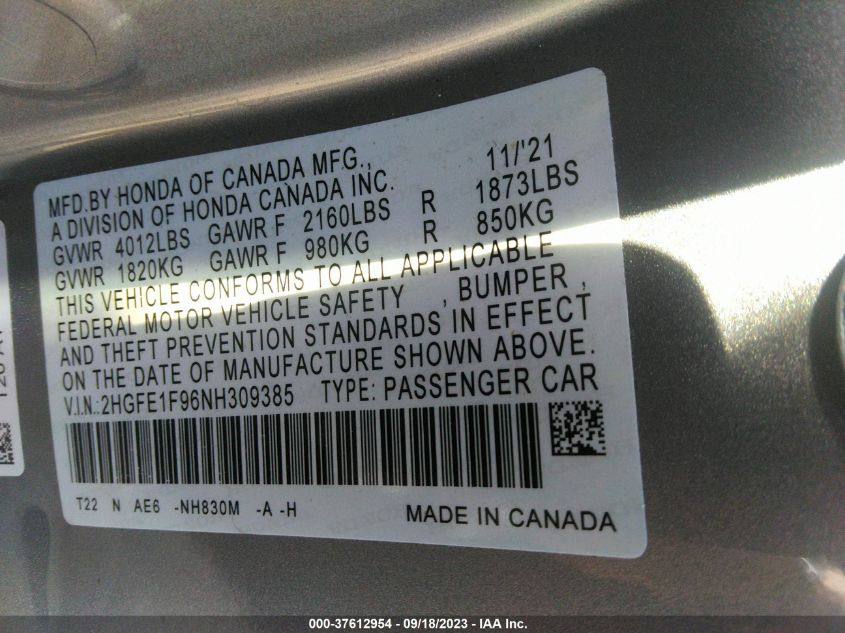 MFD.BY HONDA OF CANADA MFG., 11/'21
A DIVISION OF HONDA CANADA INC.
GVWR 4012LBS GAWR F 2160LBS R 1873LBS
GVWR 1820KG GAWR F 980KG R 850KG
THIS VEHICLE CONFORMS TO ALL APPLICABLE
FEDERAL MOTOR VEHICLE SAFETY , BUMPER ,
AND THEFT PREVENTION STANDARDS IN EFFECT
ON THE DATE OF MANUFACTURE SHOWN ABOVE.
V.I.N.:2HGFE1F96NH309385 TYPE: PASSENGER CAR
T22 N AE6 -NH830M -A -H MADE IN CANADA
000-37612954 - 09/18/2023 - IAA Inc.